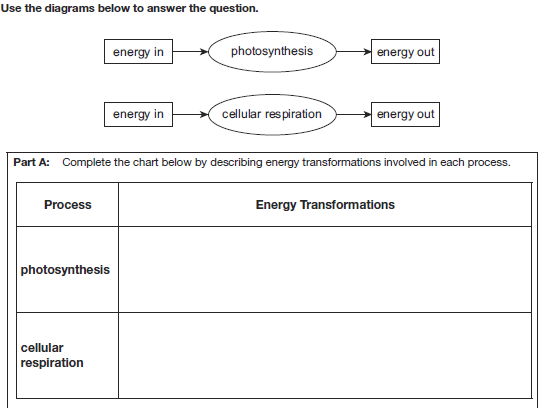 Use the diagrams below to answer the question.
energy in photosynthesis energy out
energy in cellular respiration energy out
Part A: Complete the chart below by describing energy transformations involved in each process.
Process Energy Transformations
photosynthesis
cellular
respiration